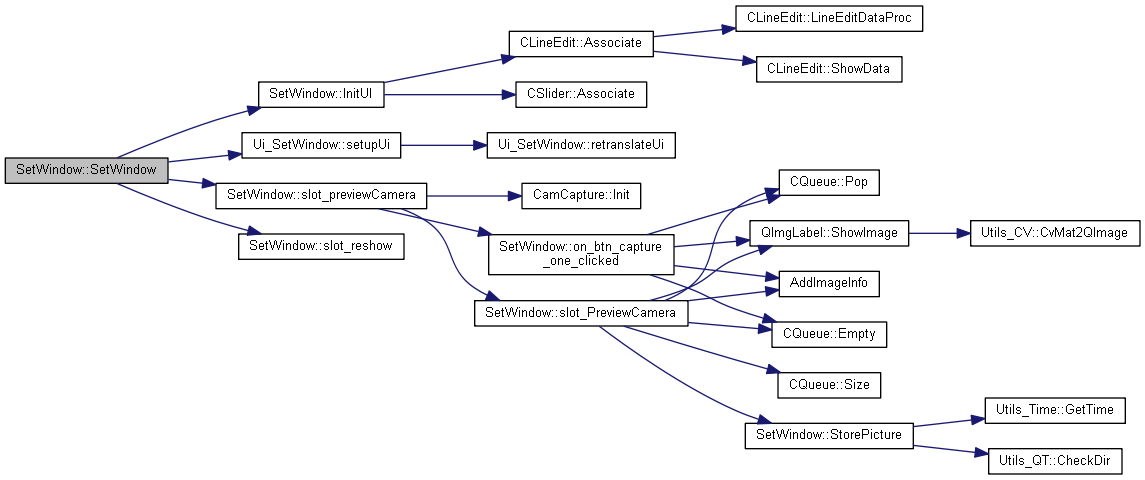 CLineEdit::LineEditDataProc
CLineEdit::Associate
CLineEdit::ShowData
SetWindow::InitUI
CSlider::Associate
Ui_SetWindow::setupUi
Ui_SetWindow::retranslateUi
SetWindow::SetWindow
SetWindow::slot_previewCamera
CamCapture::Init
CQueue::Pop
SetWindow::slot_reshow
SetWindow::on_btn_capture
_one_clicked
QImgLabel::ShowImage
Utils_CV::CvMat2QImage
AddImageInfo
SetWindow::slot_PreviewCamera
CQueue::Empty
CQueue::Size
SetWindow::StorePicture
Utils_Time::GetTime
Utils_QT::CheckDir